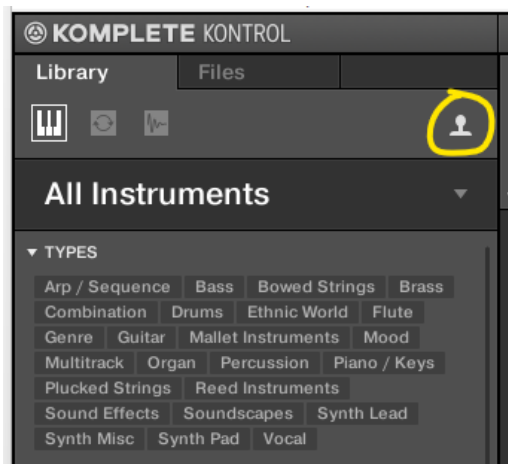 KOMPLETE KONTROL
Library Files
All Instruments
TYPES
Arp / Sequence Bass Bowed Strings Brass
Combination Drums Ethnic World Flute
Genre Guitar Mallet Instruments Mood
Multitrack Organ Percussion Piano / Keys
Plucked Strings Reed Instruments
Sound Effects Soundscapes Synth Lead
Synth Misc Synth Pad Vocal